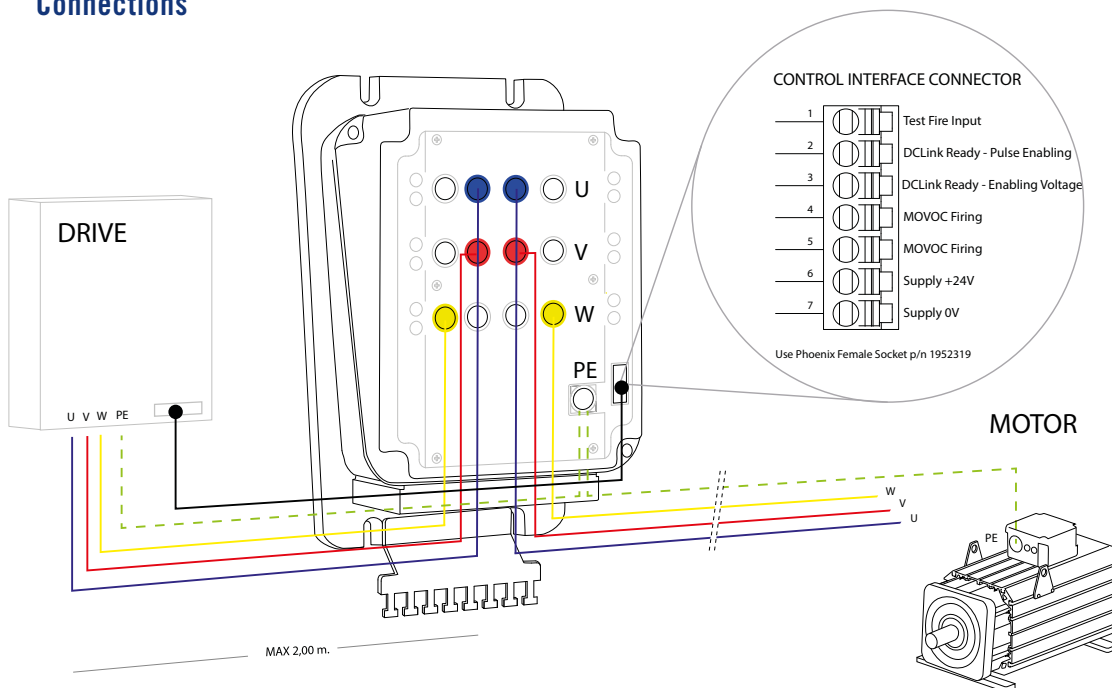 Connections
CONTROL INTERFACE CONNECTOR
1 Test Fire Input
2 DCLink Ready - Pulse Enabling
3 DCLink Ready - Enabling Voltage
4 MOVOC Firing
5 MOVOC Firing
6 Supply +24V
7 Supply 0V
Use Phoenix Female Socket p/n 1952319
DRIVE
U V W PE
U
V
W
PE
MOTOR
W
V
U
PE
MAX 2,00 m.